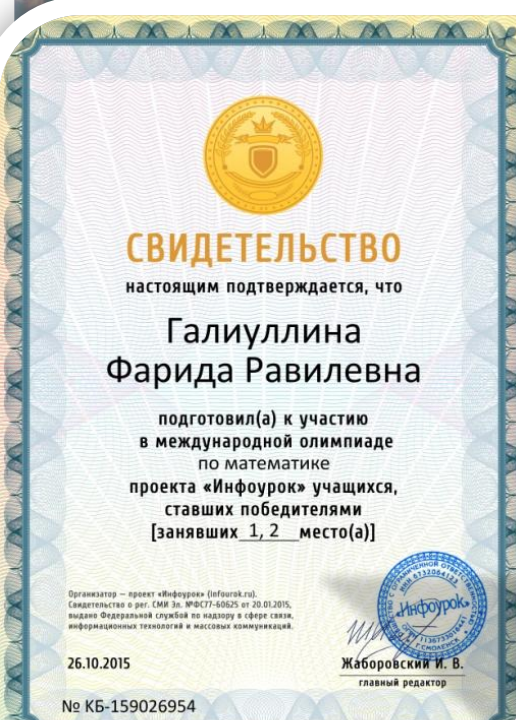 СВИДЕТЕЛЬСТВО
настоящим подтверждается, что
Галиуллина
Фарида Равилевна
подготовил(а) к участию
в международной олимпиаде
по математике
проекта «Инфоурок» учащихся,
ставших победителями
[занявших 1, 2 место(а)]
Организатор — проект «Инфоурок» (infourok.ru).
Свидетельство о рег. СМИ Эл. №ФС77-60625 от 20.01.2015,
выдано Федеральной службой по надзору в сфере связи,
информационных технологий и массовых коммуникаций.
«Инфоурок»
26.10.2015
Жаборовский И. В.
главный редактор
№ КБ-159026954